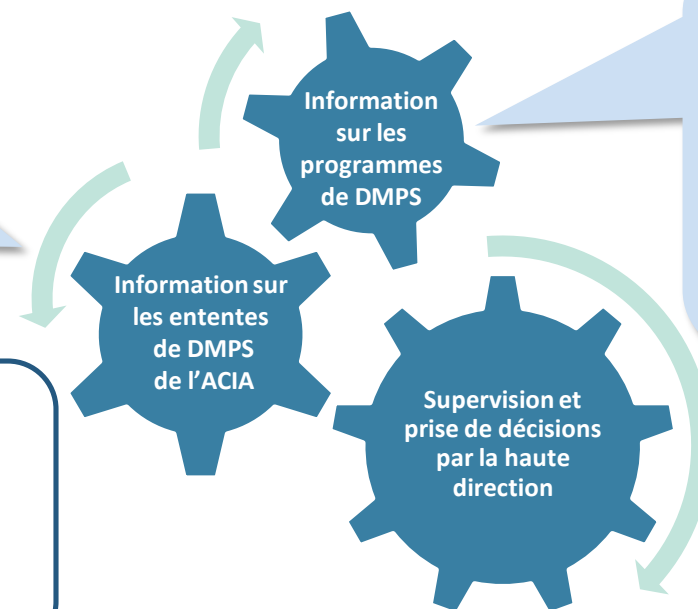 Information
sur les
programmes
de DMPS
Information sur
les ententes
de DMPS
de l’ACIA
Supervision et
prise de décisions
par la haute
direction